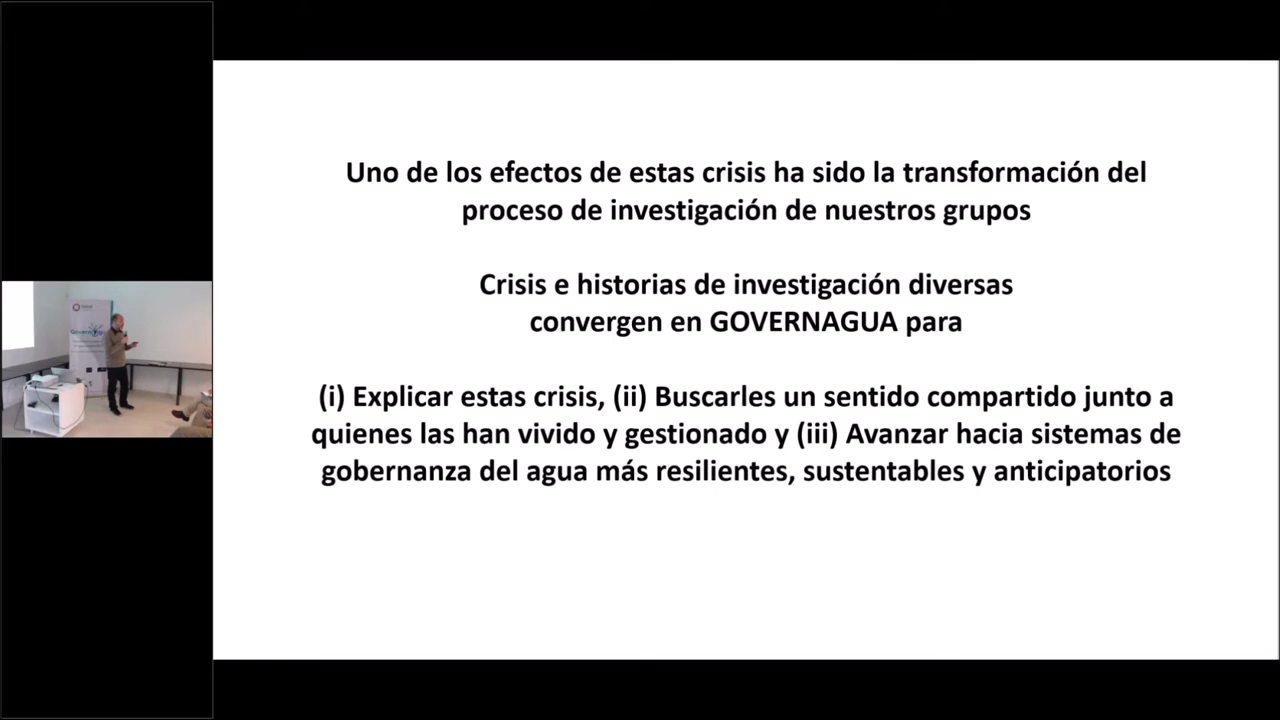 Uno de los efectos de estas crisis ha sido la transformación del
proceso de investigación de nuestros grupos
Crisis e historias de investigación diversas
convergen en GOVERNAGUA para
(i) Explicar estas crisis, (ii) Buscarles un sentido compartido junto a
quienes las han vivido y gestionado y (iii) Avanzar hacia sistemas de
gobernanza del agua más resilientes, sustentables y anticipatorios